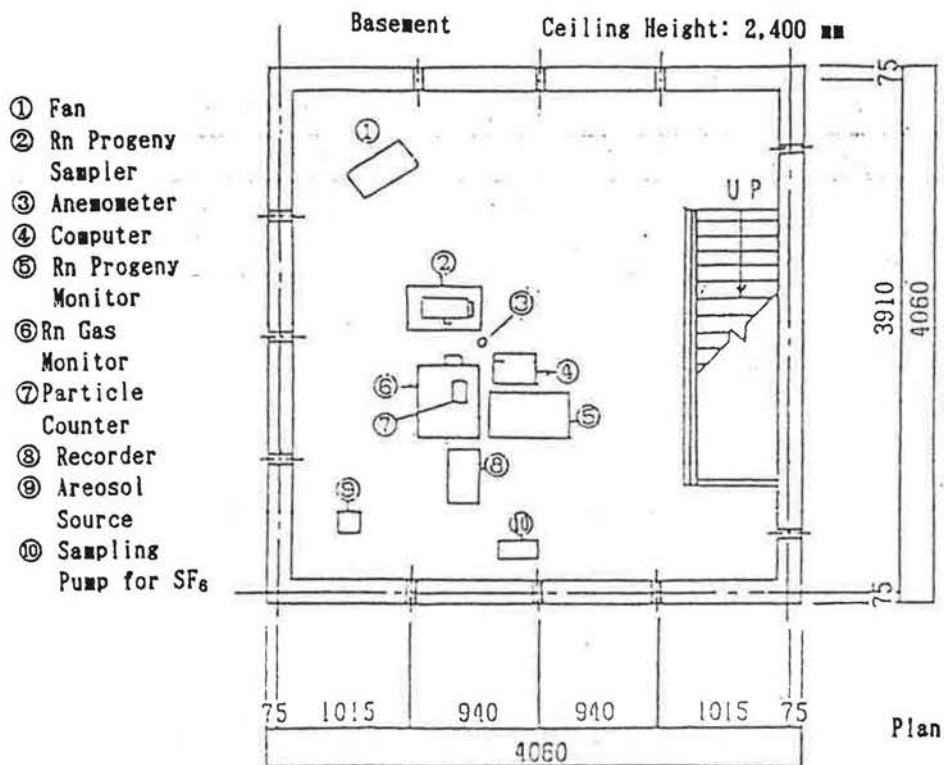 Basement Ceiling Height: 2,400 mm
① Fan
② Rn Progeny
Sampler
③ Anemometer
④ Computer
⑤ Rn Progeny
Monitor
⑥Rn Gas
Monitor
⑦Particle
Counter
⑧ Recorder
⑨ Areosol
Source
⑩ Sampling
Pump for SF₆
①
②
③
④
⑤
⑥
⑦
⑧
⑨
⑩
UP
75
3910
4060
75
75 1015 940 940 1015 75
4060
Plan